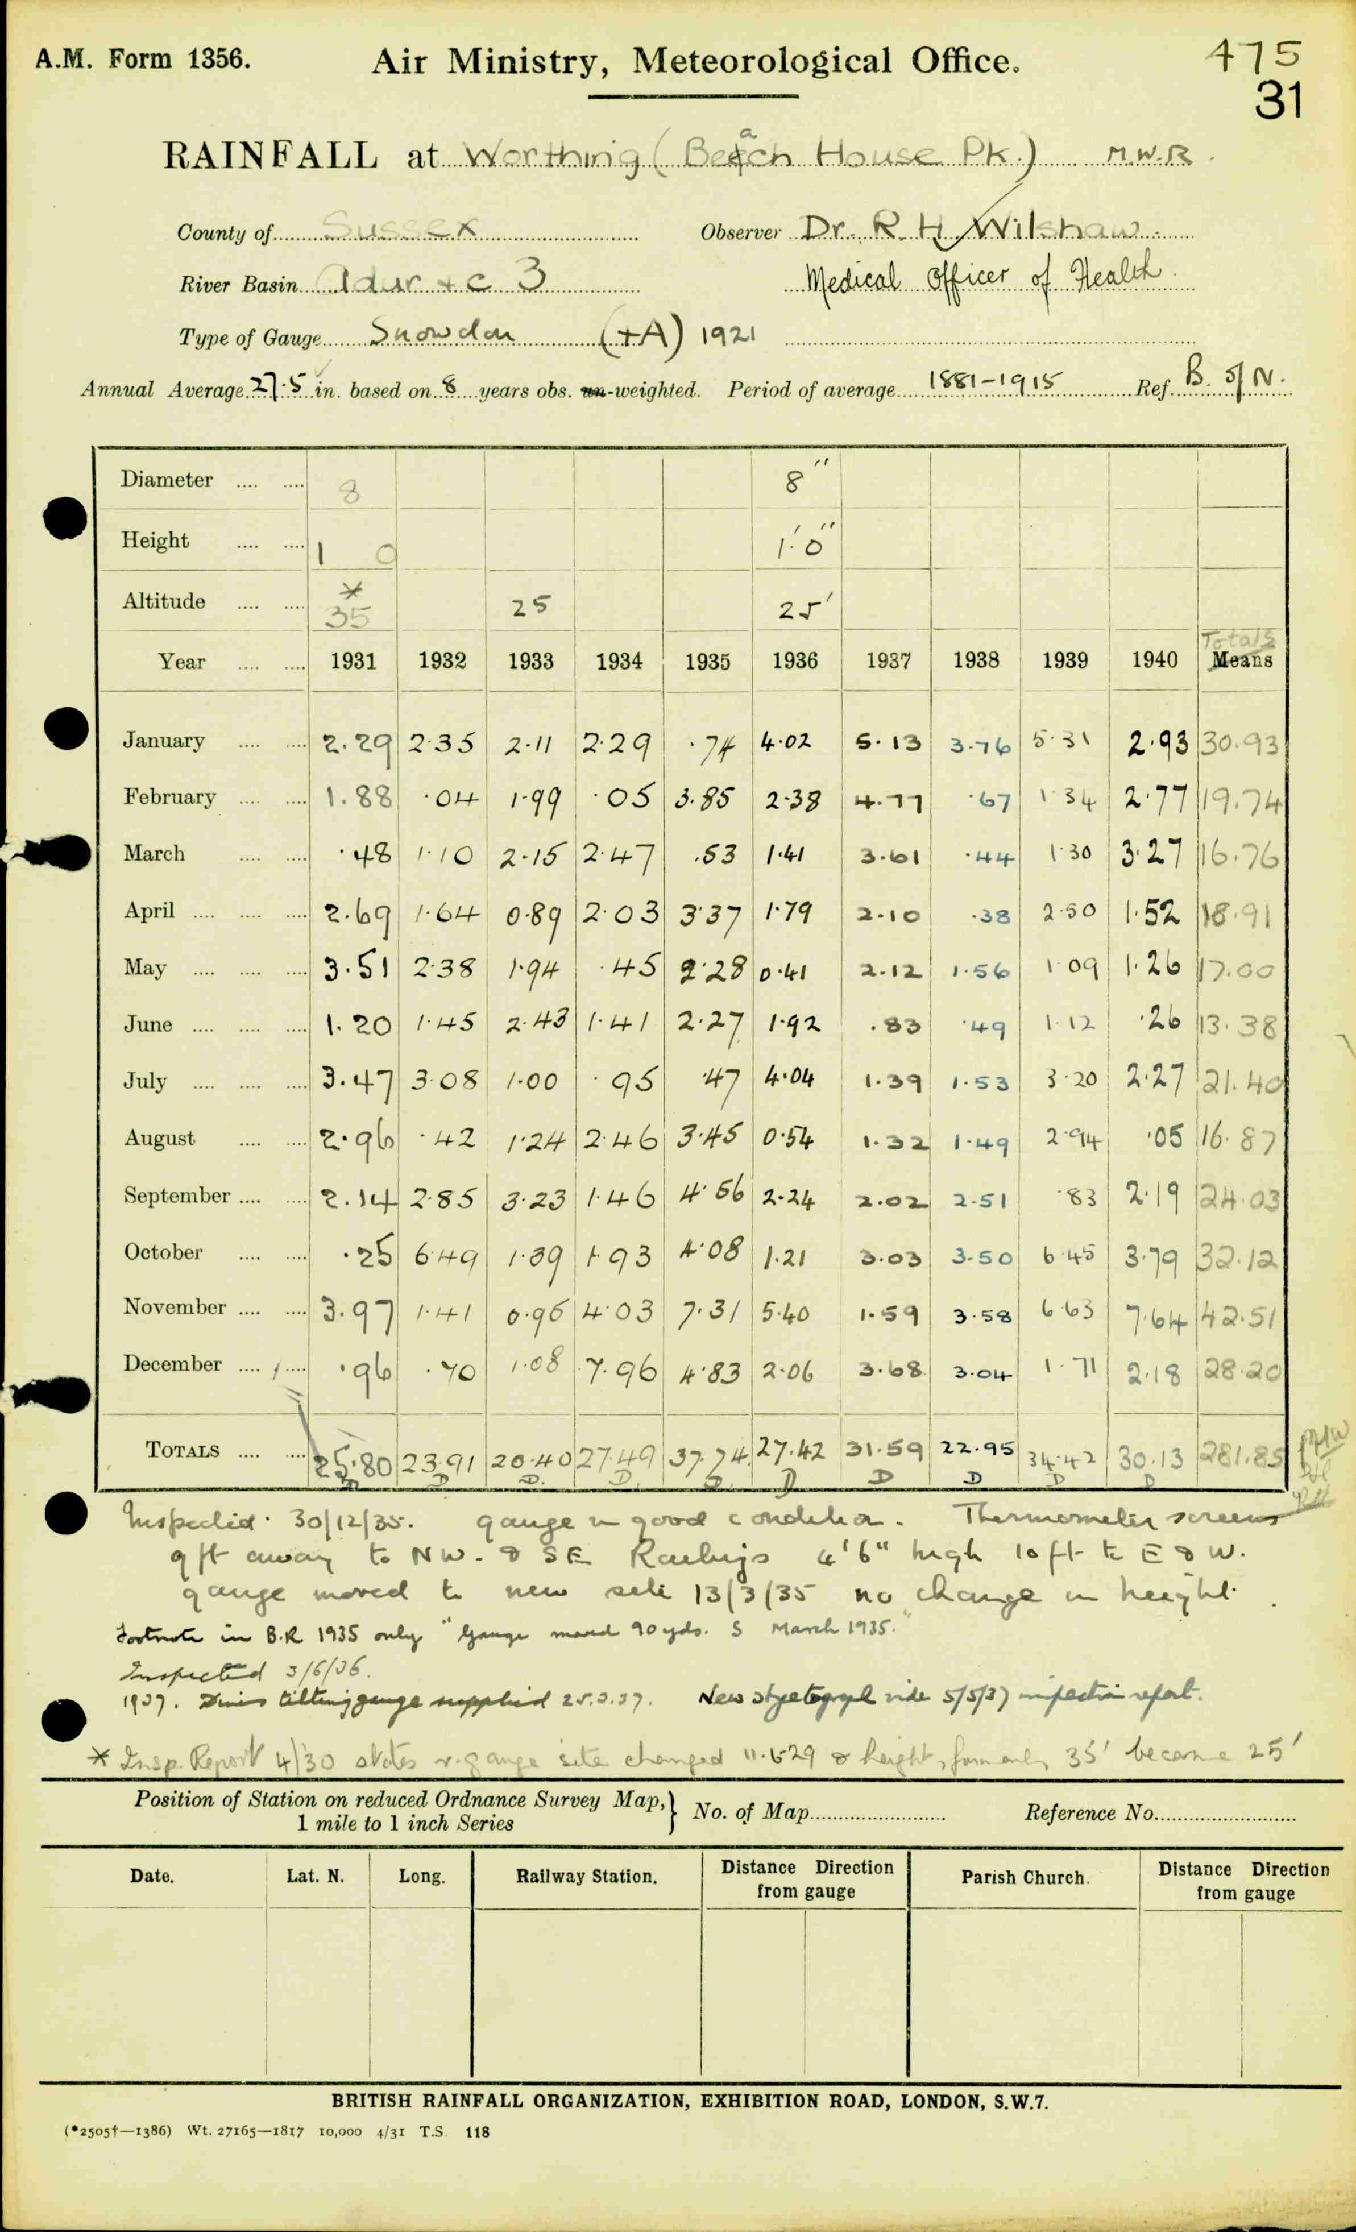 A.M. Form 1356. Air Ministry, Meteorological Office. 475
31
RAINFALL at Worthing (Beach House Pk.) M.W.R.
County of Sussex Observer Dr. R. H. Wilshaw.
River Basin Adur &c 3 Medical Officer of Health.
Type of Gauge Snowdon (+A) 1921
Annual Average 27.5 in. based on 8 years obs. un-weighted. Period of average 1881-1915 Ref. B. S/N.
Diameter 8 8"
Height 1 0 1'0"
Altitude * 35 25 25'
Year 1931 1932 1933 1934 1935 1936 1937 1938 1939 1940 Means Totals
January 2.29 2.35 2.11 2.29 .74 4.02 5.13 3.76 5.31 2.93 30.93
February 1.88 .04 1.99 .05 3.85 2.38 4.77 .67 1.34 2.77 19.74
March .48 1.10 2.15 2.47 .53 1.41 3.61 .44 1.30 3.27 16.76
April 2.69 1.64 0.89 2.03 3.37 1.79 2.10 .38 2.50 1.52 18.91
May 3.51 2.38 1.94 .45 2.28 0.41 2.12 1.56 1.09 1.26 17.00
June 1.20 1.45 2.43 1.41 2.27 1.92 .83 .49 1.12 .26 13.38
July 3.47 3.08 1.00 .95 .47 4.04 1.39 1.53 3.20 2.27 21.40
August 2.96 .42 1.24 2.46 3.45 0.54 1.32 1.49 2.94 .05 16.87
September 2.14 2.85 3.23 1.46 4.56 2.24 2.02 2.51 .83 2.19 24.03
October .25 6.49 1.39 1.93 4.08 1.21 3.03 3.50 6.45 3.79 32.12
November 3.97 1.41 0.95 4.03 7.31 5.40 1.59 3.58 6.63 7.64 42.51
December .96 .70 1.08 7.96 4.83 2.06 3.68 3.04 1.71 2.18 28.20
TOTALS 25.80 23.91 20.40 27.49 37.74 27.42 31.59 22.95 34.42 30.13 281.85
D D D D D D D D D D
Inspected 30/12/35. gauge in good condition. Thermometer screens
9ft away to NW. & SE Railings 4'6" high 10ft to E & W.
gauge moved to new site 13/3/35 no change in height.
Footnote in B.R 1935 only "Gauge moved 90yds. S March 1935."
Inspected 3/6/36.
1937. Dines tilting gauge supplied 25.3.37. New vide 5/5/37 inspection report.
* Insp. Report 4/30 states r. gauge site changed 11.6.29 & height, formerly 35' became 25'
Position of Station on reduced Ordnance Survey Map, } No. of Map Reference No.
1 mile to 1 inch Series
Date. Lat. N. Long. Railway Station. Distance Direction from gauge Parish Church. Distance Direction from gauge
BRITISH RAINFALL ORGANIZATION, EXHIBITION ROAD, LONDON, S.W.7.
(*2505†—1386) Wt. 27165—1817 10,000 4/31 T.S. 118